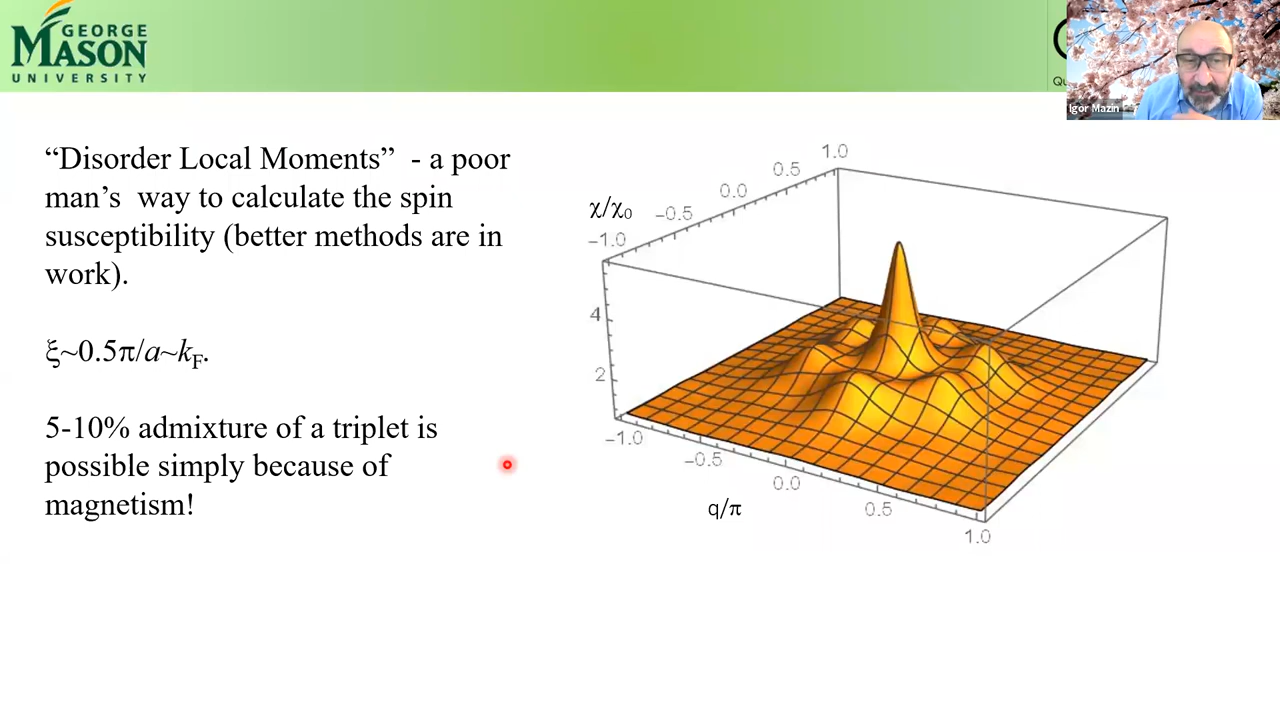 GEORGE
MASON
UNIVERSITY
Qu
Igor Mazin
“Disorder Local Moments”  - a poor
man’s  way to calculate the spin
susceptibility (better methods are in
work).
ξ~0.5π/a~kF.
5-10% admixture of a triplet is
possible simply because of
magnetism!
1.0
0.5
0.0
−0.5
−1.0
χ/χ0
4
2
−1.0
−0.5
0.0
0.5
1.0
q/π